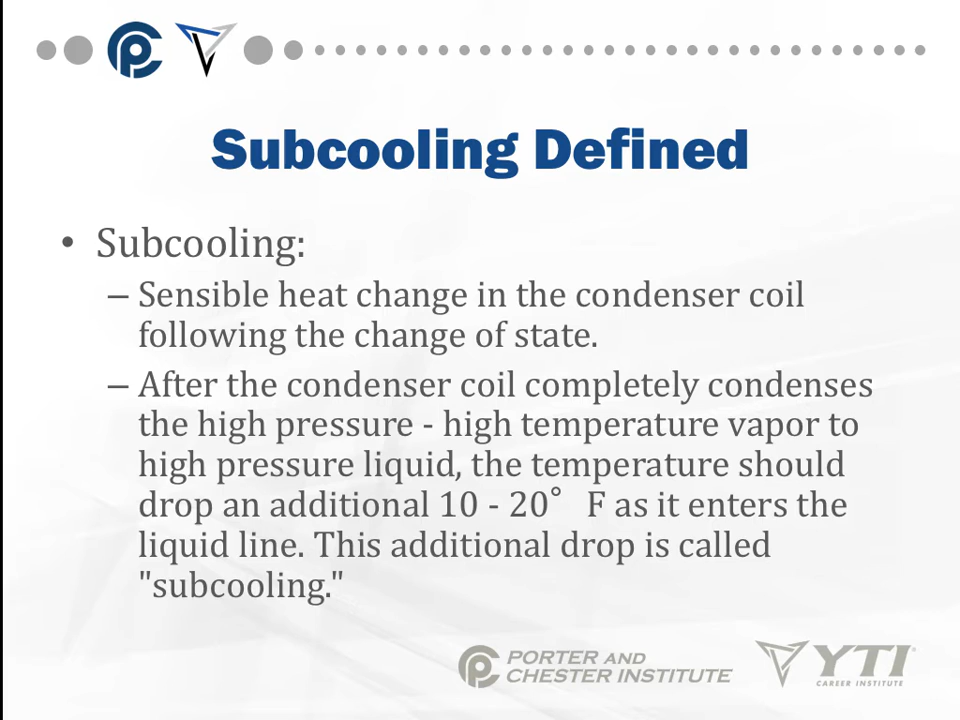 Subcooling Defined
• Subcooling:
– Sensible heat change in the condenser coil
following the change of state.
– After the condenser coil completely condenses
the high pressure - high temperature vapor to
high pressure liquid, the temperature should
drop an additional 10 - 20° F as it enters the
liquid line. This additional drop is called
"subcooling."
PORTER AND
CHESTER INSTITUTE
YTI
CAREER INSTITUTE